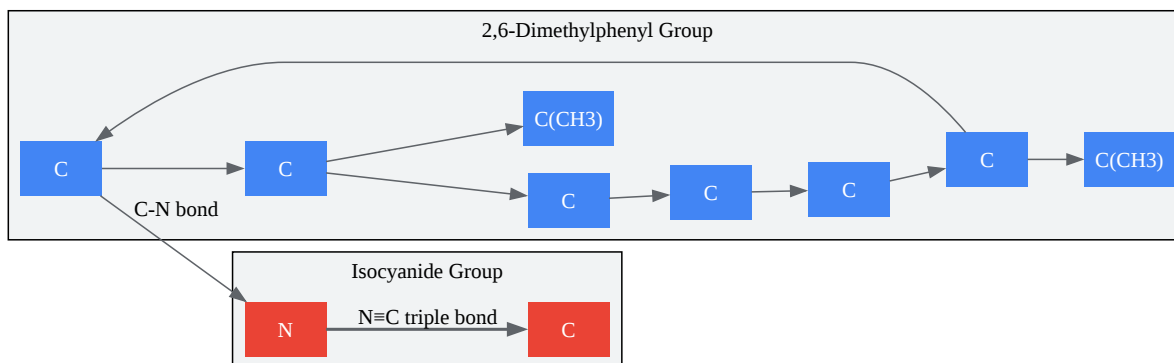 2,6-Dimethylphenyl Group
C(CH3)
C
C
C
C(CH3)
C
C
C
C-N bond
Isocyanide Group
N
N≡C triple bond
C